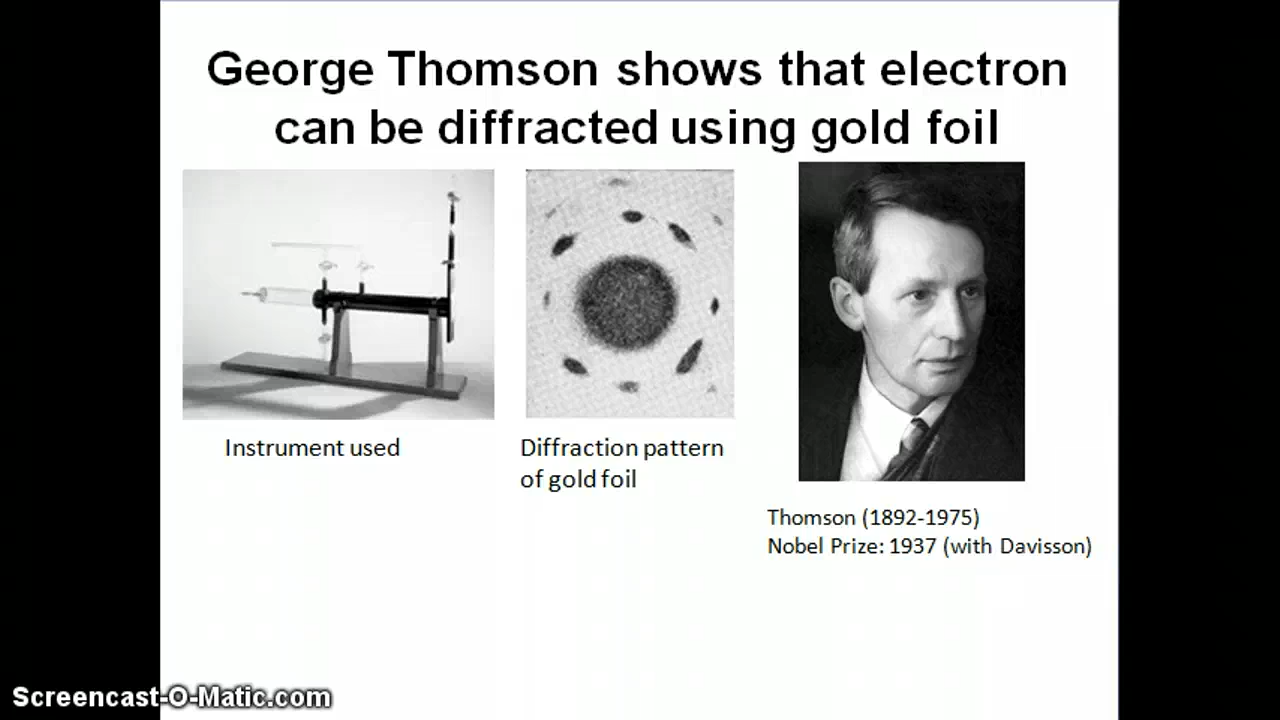 George Thomson shows that electron
can be diffracted using gold foil
Instrument used
Diffraction pattern
of gold foil
Thomson (1892-1975)
Nobel Prize: 1937 (with Davisson)
Screencast-O-Matic.com